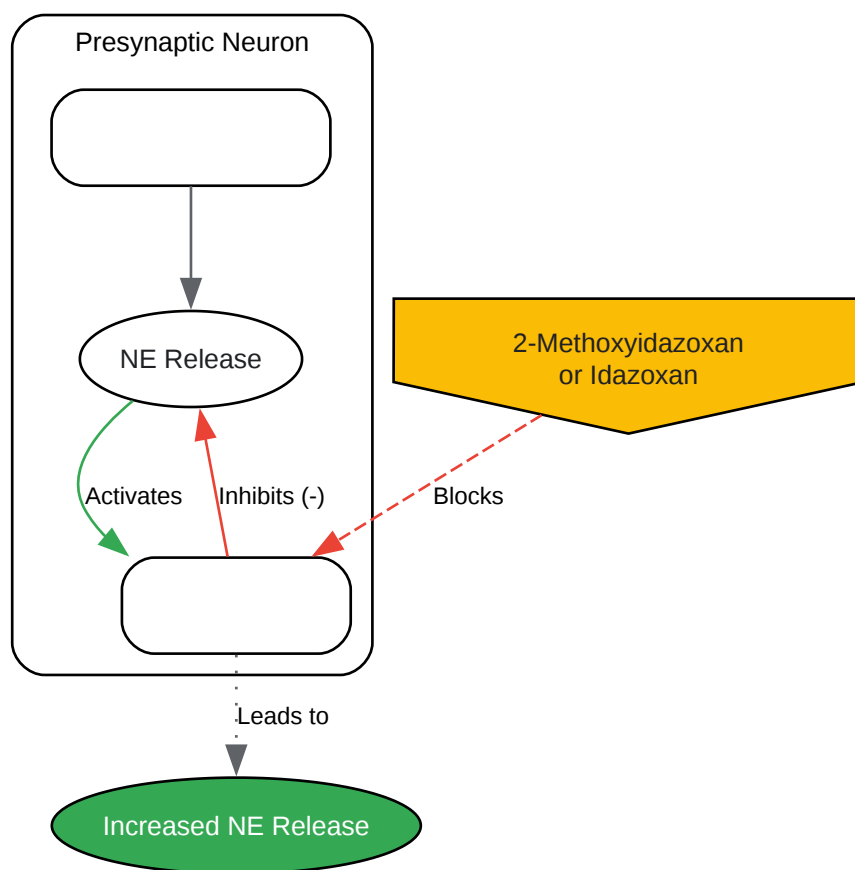 Presynaptic Neuron
NE Release
2-Methoxyidazoxan
or Idazoxan
Activates
Inhibits (-)
Blocks
Leads to
Increased NE Release